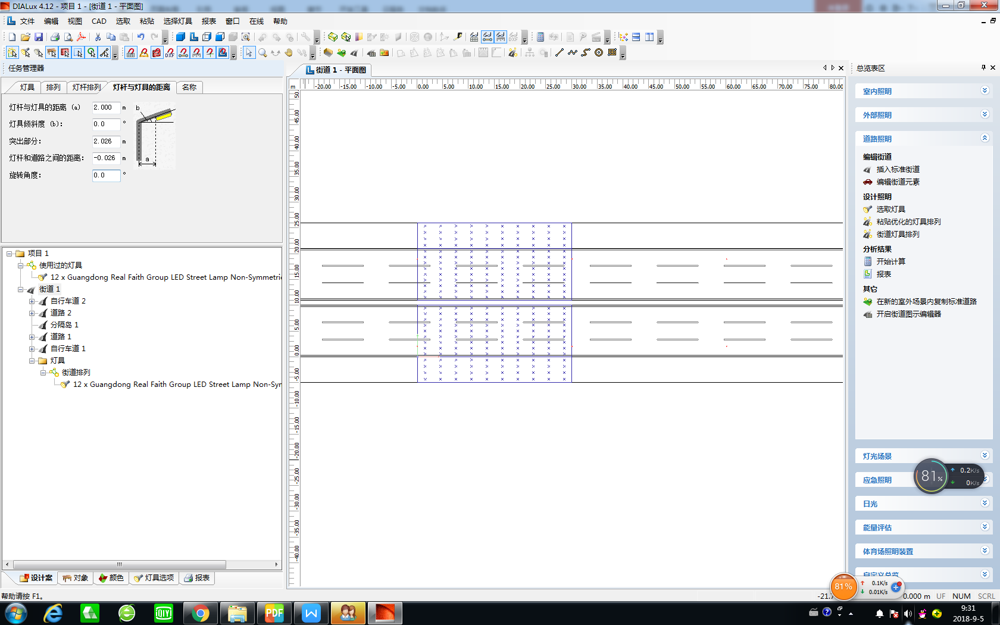 DIALux 4.12 - 项目 1 - [街道 1 - 平面图]
文件 编辑 视图 CAD 选取 粘贴 选择灯具 报表 窗口 在线 帮助
任务管理器
灯具 排列 灯杆排列 灯杆与灯具的距离 名称
灯杆与灯具的距离 (a) 2.000 m
灯具倾斜度 (b): 0.0 °
突出部分: 2.026 m
灯杆和道路之间的距离: -0.026 m
旋转角度: 0.0 °
b
a
项目 1
使用过的灯具
12 x Guangdong Real Faith Group LED Street Lamp Non-Symmetric
街道 1
自行车道 2
道路 2
分隔岛 1
道路 1
自行车道 1
灯具
街道排列
12 x Guangdong Real Faith Group LED Street Lamp Non-Syr
设计案 对象 颜色 灯具选项 报表
帮助请按 F1。
街道 1 - 平面图
m -20.00 -15.00 -10.00 -5.00 0.00 5.00 10.00 15.00 20.00 25.00 30.00 35.00 40.00 45.00 50.00 55.00 60.00 65.00 70.00 75.00 80.00
50.
45.00
40.00
35.00
30.00
25.00
20.00
15.00
10.00
5.00
0.00
-5.00
-10.00
-15.00
-20.00
-25.00
-30.00
-35.00
-40.00
总览表区
室内照明
外部照明
道路照明
编辑街道
插入标准街道
编辑街道元素
设计照明
选取灯具
粘贴优化的灯具排列
街道灯具排列
分析结果
开始计算
报表
其它
在新的室外场景内复制标准道路
开启街道图示编辑器
灯光场景
应急照明
日光
能量评估
体育场照明装置
自定义总览
81%
0.2K/s
0K/s
81%
0.1K/s
0.01K/s
-21.7
0.000 m UF NUM SCRL
DXF
DXF
QIYI
PDF
W
9:31
2018-9-5